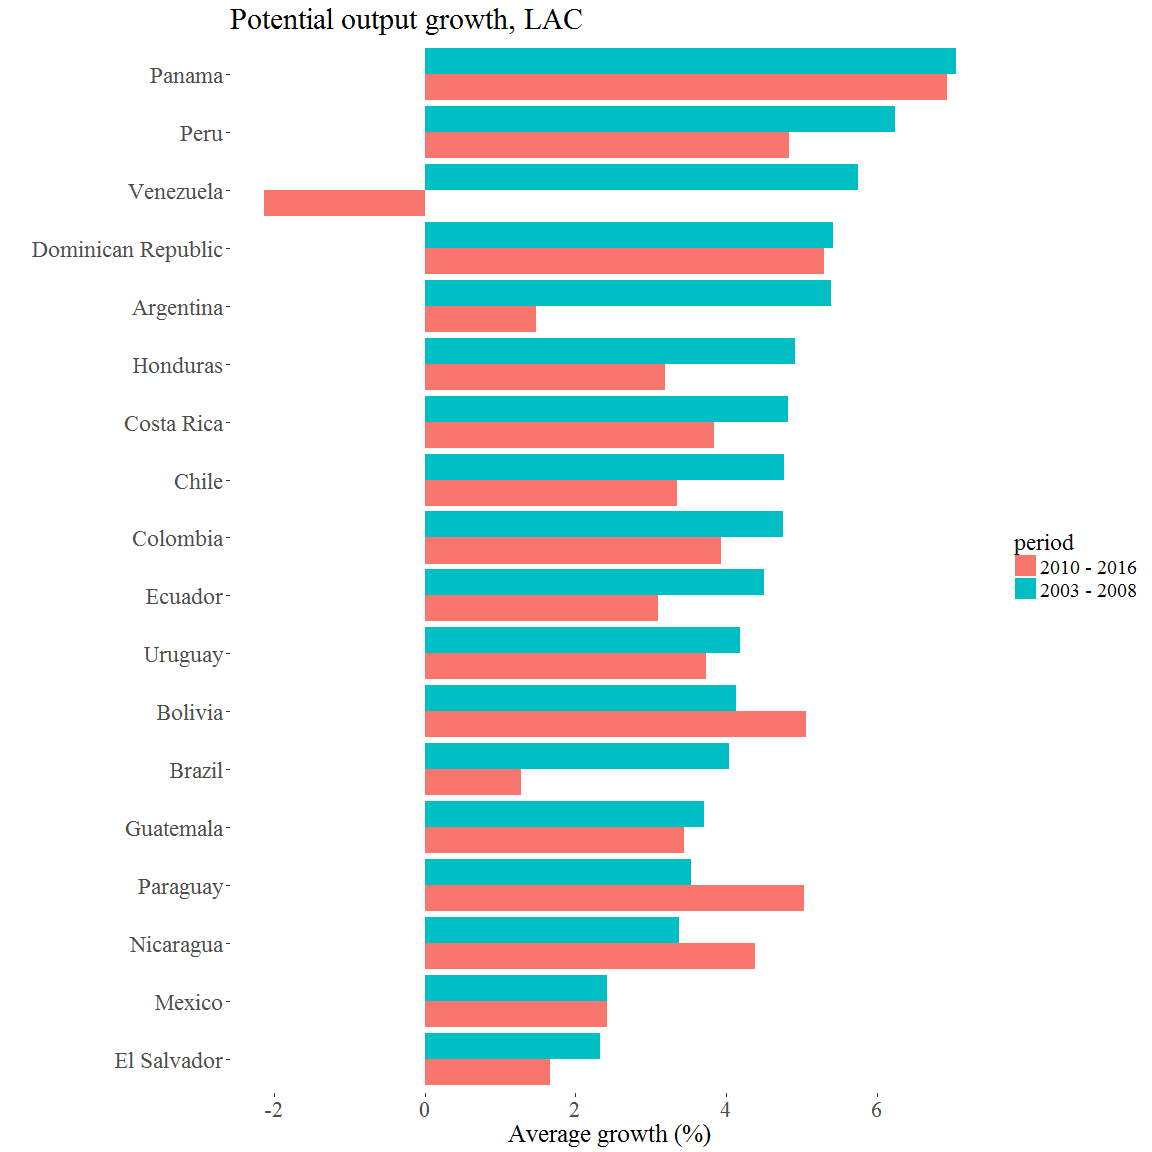 Potential output growth, LAC
Panama
Peru
Venezuela
Dominican Republic
Argentina
Honduras
Costa Rica
Chile
Colombia
Ecuador
Uruguay
Bolivia
Brazil
Guatemala
Paraguay
Nicaragua
Mexico
El Salvador
-2 0 2 4 6
Average growth (%)
period
2010 - 2016
2003 - 2008